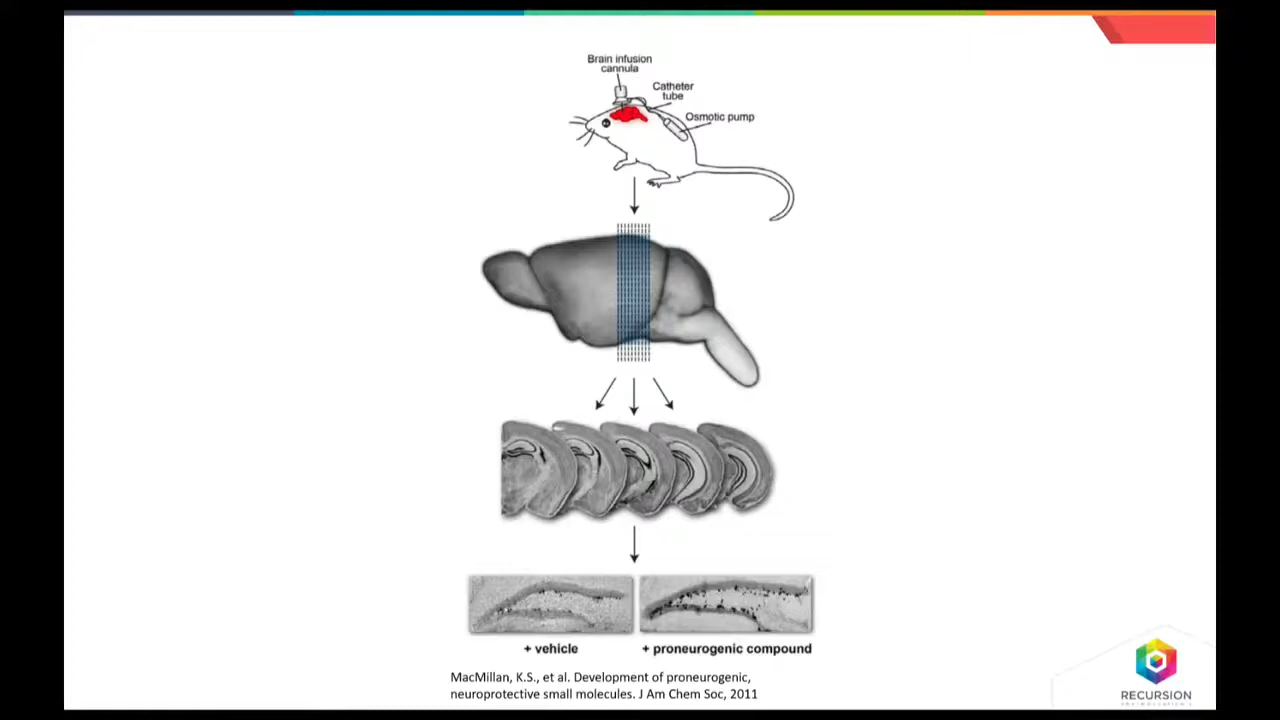 Brain infusion
cannula
Catheter
tube
Osmotic pump
+ vehicle
+ proneurogenic compound
MacMillan, K.S., et al. Development of proneurogenic,
neuroprotective small molecules. J Am Chem Soc, 2011
RECURSION